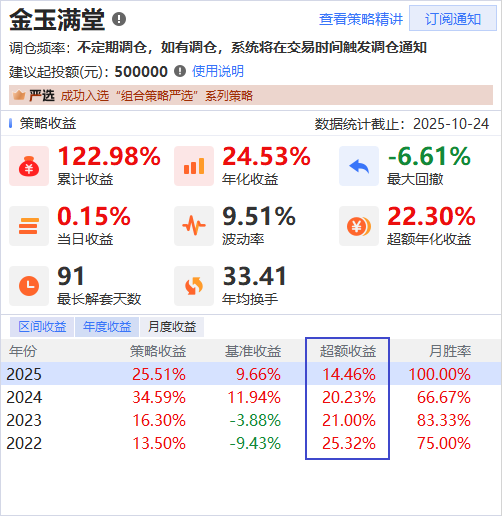 金玉满堂 查看策略精讲 订阅通知
调仓频率：不定期调仓，如有调仓，系统将在交易时间触发调仓通知
建议起投额(元)：500000 使用说明
严选 成功入选“组合策略严选”系列策略
策略收益 数据统计截止：2025-10-24
122.98% 24.53% -6.61%
累计收益 年化收益 最大回撤
0.15% 9.51% 22.30%
当日收益 波动率 超额年化收益
91 33.41
最长解套天数 年均换手
区间收益 年度收益 月度收益
年份 策略收益 基准收益 超额收益 月胜率
2025 25.51% 9.66% 14.46% 100.00%
2024 34.59% 11.94% 20.23% 66.67%
2023 16.30% -3.88% 21.00% 83.33%
2022 13.50% -9.43% 25.32% 75.00%